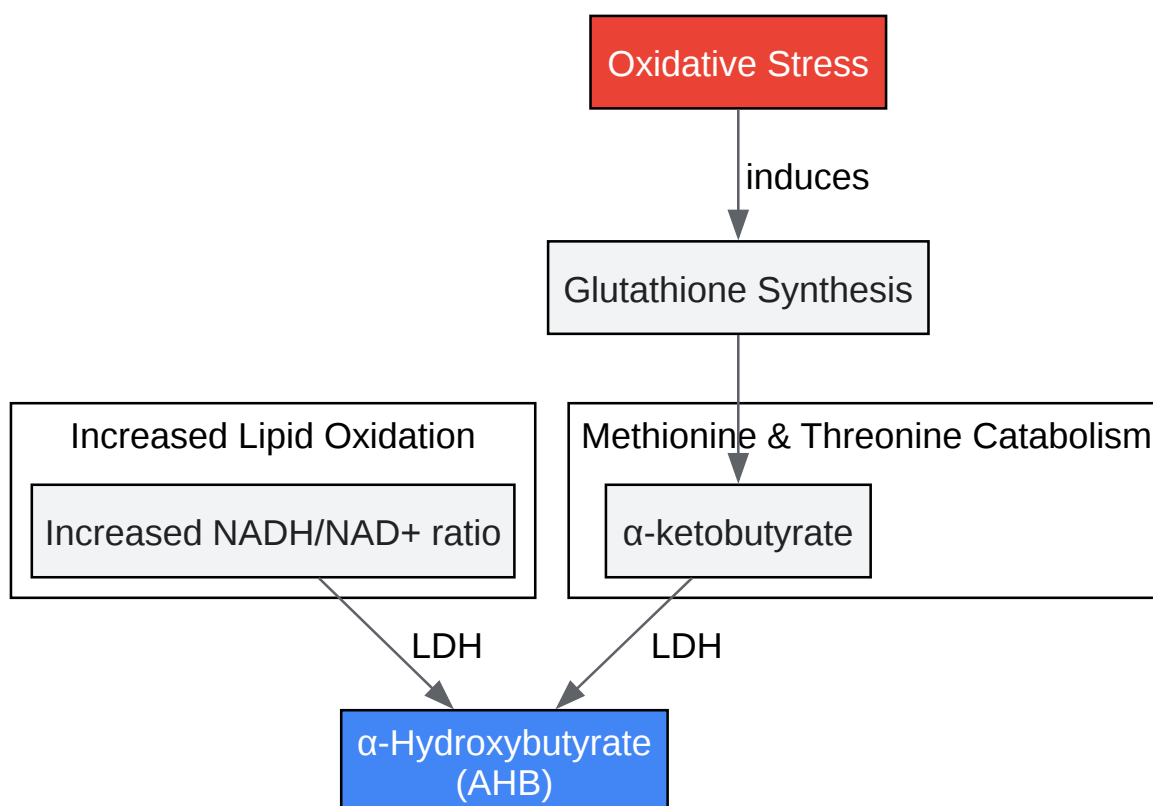 Oxidative Stress
induces
Glutathione Synthesis
Increased Lipid Oxidation
Methionine & Threonine Catabolism
Increased NADH/NAD+ ratio
α-ketobutyrate
LDH
LDH
α-Hydroxybutyrate
(AHB)